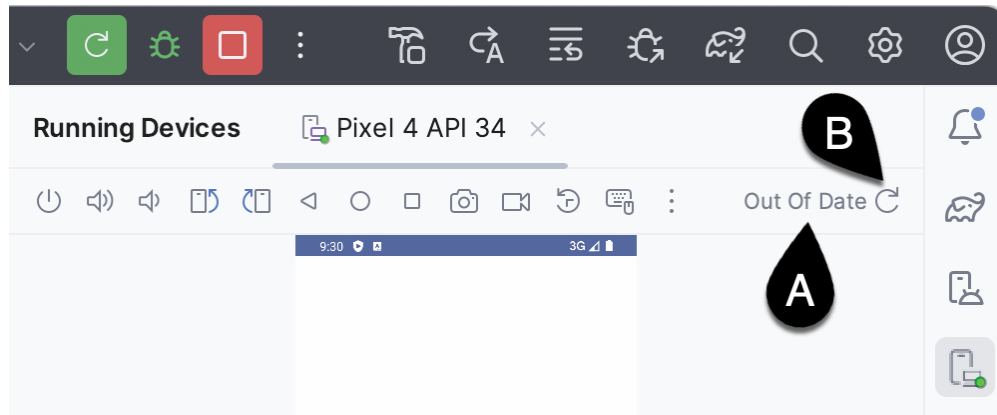 Running Devices Pixel 4 API 34
B
Out Of Date
9:30 3G
A